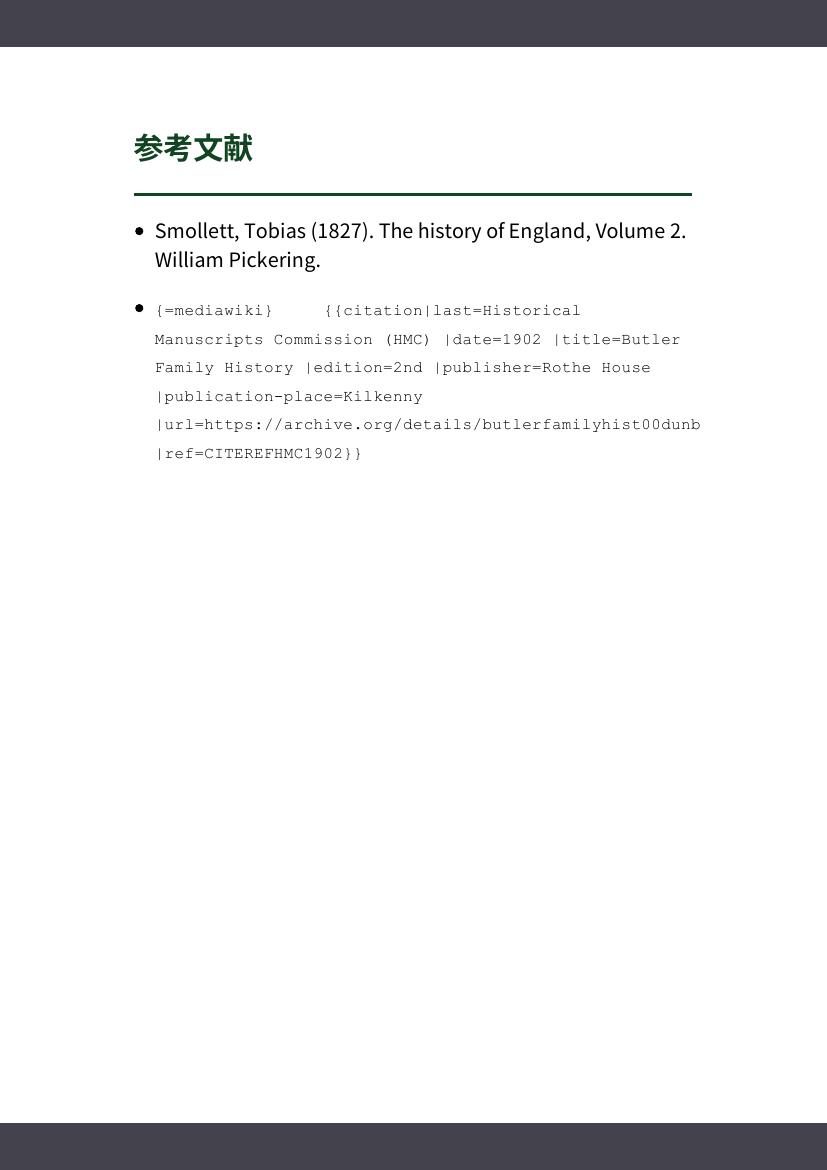 参考文献
• Smollett, Tobias (1827). The history of England, Volume 2.
William Pickering.
• {=mediawiki} {{citation|last=Historical
Manuscripts Commission (HMC) |date=1902 |title=Butler
Family History |edition=2nd |publisher=Rothe House
|publication-place=Kilkenny
|url=https://archive.org/details/butlerfamilyhist00dunb
|ref=CITEREFHMC1902}}